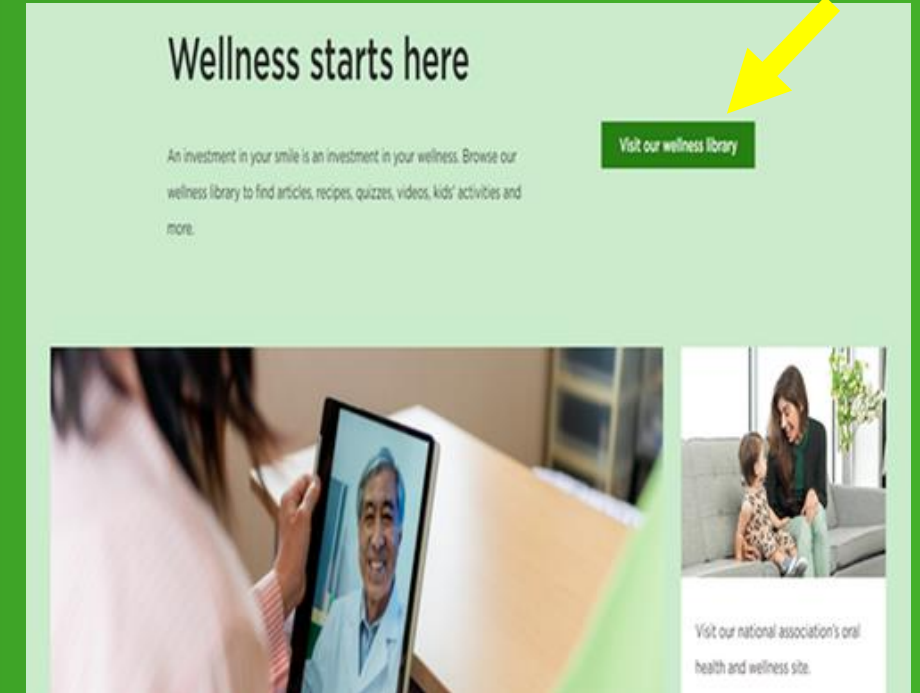 Wellness starts here
An investment in your smile is an investment in your wellness. Browse our
wellness library to find articles, recipes, quizzes, videos, kids' activities and
more.
Visit our wellness library
Visit our national association's oral
health and wellness site.